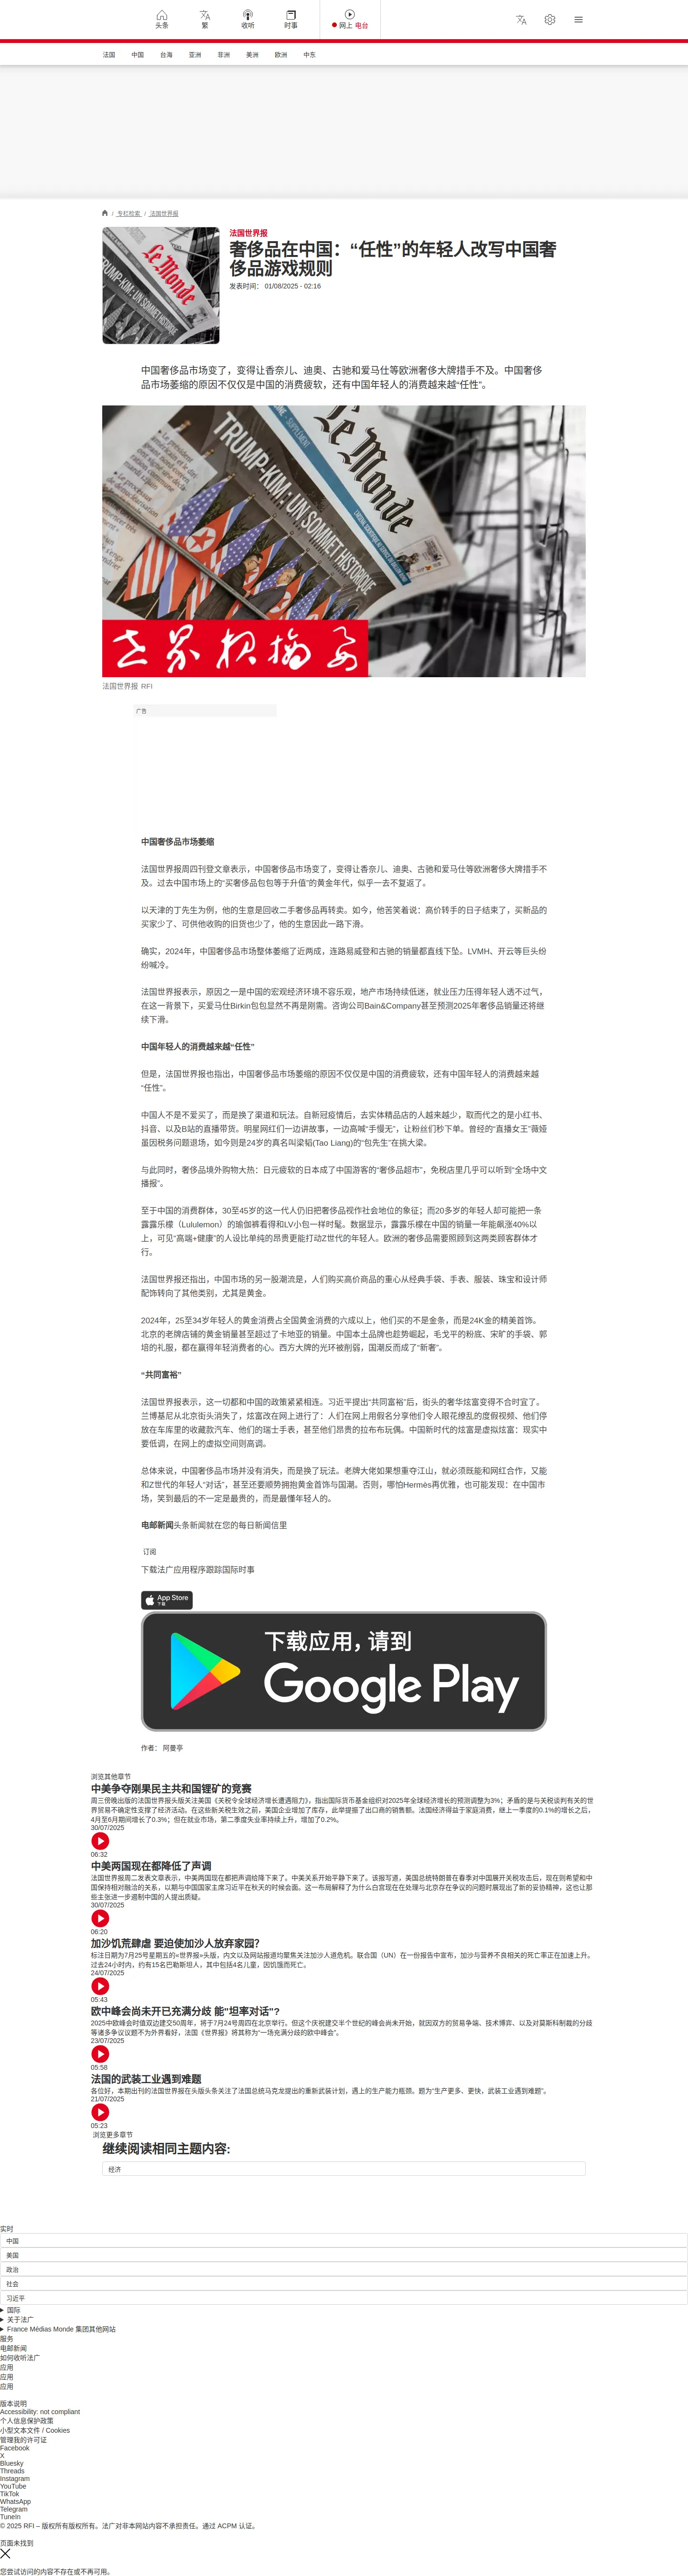 头条
繁
收听
时事
网上 电台
法国
中国
台海
亚洲
非洲
美洲
欧洲
中东
/ 专栏检索 / 法国世界报
法国世界报
奢侈品在中国：“任性”的年轻人改写中国奢
侈品游戏规则
发表时间： 01/08/2025 - 02:16
Le Monde
TRUMP-KIM : UN SOMMET HISTORIQUE
中国奢侈品市场变了，变得让香奈儿、迪奥、古驰和爱马仕等欧洲奢侈大牌措手不及。中国奢侈
品市场萎缩的原因不仅仅是中国的消费疲软，还有中国年轻人的消费越来越“任性”。
Le Monde
SUPPLÉMENT
TRUMP-KIM : UN SOMMET HISTORIQUE
世界报摘要
法国世界报 RFI
广告
中国奢侈品市场萎缩
法国世界报周四刊登文章表示，中国奢侈品市场变了，变得让香奈儿、迪奥、古驰和爱马仕等欧洲奢侈大牌措手不
及。过去中国市场上的“买奢侈品包包等于升值”的黄金年代，似乎一去不复返了。
以天津的丁先生为例，他的生意是回收二手奢侈品再转卖。如今，他苦笑着说：高价转手的日子结束了，买新品的
买家少了、可供他收购的旧货也少了，他的生意因此一路下滑。
确实，2024年，中国奢侈品市场整体萎缩了近两成，连路易威登和古驰的销量都直线下坠。LVMH、开云等巨头纷
纷喊冷。
法国世界报表示，原因之一是中国的宏观经济环境不容乐观，地产市场持续低迷，就业压力压得年轻人透不过气，
在这一背景下，买爱马仕Birkin包包显然不再是刚需。咨询公司Bain&Company甚至预测2025年奢侈品销量还将继
续下滑。
中国年轻人的消费越来越“任性”
但是，法国世界报也指出，中国奢侈品市场萎缩的原因不仅仅是中国的消费疲软，还有中国年轻人的消费越来越
“任性”。
中国人不是不爱买了，而是换了渠道和玩法。自新冠疫情后，去实体精品店的人越来越少，取而代之的是小红书、
抖音、以及B站的直播带货。明星网红们一边讲故事，一边高喊“手慢无”，让粉丝们秒下单。曾经的“直播女王”薇娅
虽因税务问题退场，如今则是24岁的真名叫梁韬(Tao Liang)的“包先生”在挑大梁。
与此同时，奢侈品境外购物大热：日元疲软的日本成了中国游客的“奢侈品超市”，免税店里几乎可以听到“全场中文
播报”。
至于中国的消费群体，30至45岁的这一代人仍旧把奢侈品视作社会地位的象征；而20多岁的年轻人却可能把一条
露露乐檬（Lululemon）的瑜伽裤看得和LV小包一样时髦。数据显示，露露乐檬在中国的销量一年能飙涨40%以
上，可见“高端+健康”的人设比单纯的昂贵更能打动Z世代的年轻人。欧洲的奢侈品需要照顾到这两类顾客群体才
行。
法国世界报还指出，中国市场的另一股潮流是，人们购买高价商品的重心从经典手袋、手表、服装、珠宝和设计师
配饰转向了其他类别，尤其是黄金。
2024年，25至34岁年轻人的黄金消费占全国黄金消费的六成以上，他们买的不是金条，而是24K金的精美首饰。
北京的老牌店铺的黄金销量甚至超过了卡地亚的销量。中国本土品牌也趁势崛起，毛戈平的粉底、宋旷的手袋、郭
培的礼服，都在赢得年轻消费者的心。西方大牌的光环被削弱，国潮反而成了“新奢”。
“共同富裕”
法国世界报表示，这一切都和中国的政策紧紧相连。习近平提出“共同富裕”后，街头的奢华炫富变得不合时宜了。
兰博基尼从北京街头消失了，炫富改在网上进行了：人们在网上用假名分享他们令人眼花缭乱的度假视频、他们停
放在车库里的收藏款汽车、他们的瑞士手表，甚至他们昂贵的拉布布玩偶。中国新时代的炫富是虚拟炫富：现实中
要低调，在网上的虚拟空间则高调。
总体来说，中国奢侈品市场并没有消失，而是换了玩法。老牌大佬如果想重夺江山，就必须既能和网红合作，又能
和Z世代的年轻人“对话”，甚至还要顺势拥抱黄金首饰与国潮。否则，哪怕Hermès再优雅，也可能发现：在中国市
场，笑到最后的不一定是最贵的，而是最懂年轻人的。
电邮新闻头条新闻就在您的每日新闻信里
订阅
下载法广应用程序跟踪国际时事
App Store
下载
下载应用，请到
Google Play
作者： 阿曼亭
浏览其他章节
中美争夺刚果民主共和国锂矿的竞赛
周三傍晚出版的法国世界报头版关注美国《关税令全球经济增长遭遇阻力》，指出国际货币基金组织对2025年全球经济增长的预测调整为3%；矛盾的是与关税谈判有关的世
界贸易不确定性支撑了经济活动。在这些新关税生效之前，美国企业增加了库存，此举提振了出口商的销售额。法国经济得益于家庭消费，继上一季度的0.1%的增长之后，
4月至6月期间增长了0.3%；但在就业市场，第二季度失业率持续上升，增加了0.2%。
30/07/2025
06:32
中美两国现在都降低了声调
法国世界报周二发表文章表示，中美两国现在都把声调给降下来了。中美关系开始平静下来了。该报写道，美国总统特朗普在春季对中国展开关税攻击后，现在则希望和中
国保持相对融洽的关系，以期与中国国家主席习近平在秋天的时候会面。这一布局解释了为什么白宫现在在处理与北京存在争议的问题时展现出了新的妥协精神，这也让那
些主张进一步遏制中国的人提出质疑。
30/07/2025
06:20
加沙饥荒肆虐 要迫使加沙人放弃家园？
标注日期为7月25号星期五的«世界报»头版，内文以及网站报道均聚焦关注加沙人道危机。联合国（UN）在一份报告中宣布，加沙与营养不良相关的死亡率正在加速上升。
过去24小时内，约有15名巴勒斯坦人，其中包括4名儿童，因饥饿而死亡。
24/07/2025
05:43
欧中峰会尚未开已充满分歧 能"坦率对话"?
2025中欧峰会时值双边建交50周年，将于7月24号周四在北京举行。但这个庆祝建交半个世纪的峰会尚未开始，就因双方的贸易争端、技术博弈、以及对莫斯科制裁的分歧
等诸多争议议题不为外界看好，法国《世界报》将其称为“一场充满分歧的欧中峰会”。
23/07/2025
05:58
法国的武装工业遇到难题
各位好，本期出刊的法国世界报在头版头条关注了法国总统马克龙提出的重新武装计划，遇上的生产能力瓶颈。题为“生产更多、更快，武装工业遇到难题”。
21/07/2025
05:23
浏览更多章节
继续阅读相同主题内容:
经济
实时
中国
美国
政治
社会
习近平
国际
关于法广
France Médias Monde 集团其他网站
服务
电邮新闻
如何收听法广
应用
应用
应用
版本说明
Accessibility: not compliant
个人信息保护政策
小型文本文件 / Cookies
管理我的许可证
Facebook
X
Bluesky
Threads
Instagram
YouTube
TikTok
WhatsApp
Telegram
TuneIn
© 2025 RFI – 版权所有版权所有。法广对非本网站内容不承担责任。通过 ACPM 认证。
页面未找到
您尝试访问的内容不存在或不再可用。